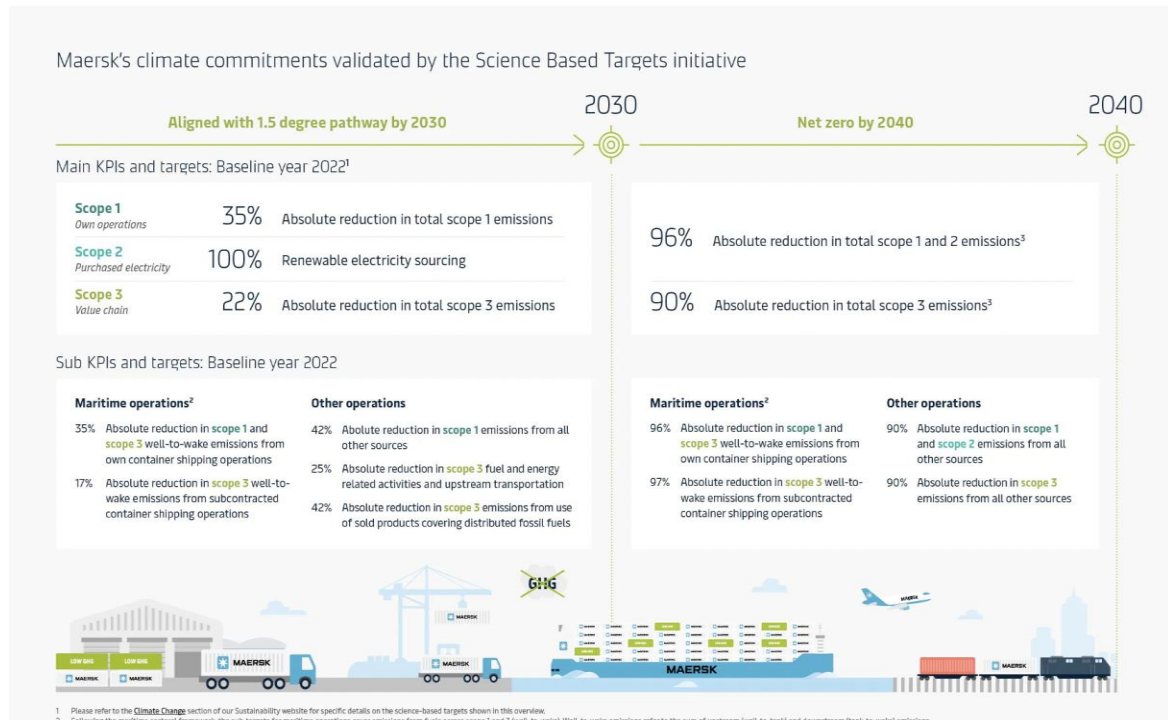 Maersk's climate commitments validated by the Science Based Targets initiative
2030
2040
Aligned with 1.5 degree pathway by 2030
Net zero by 2040
Main KPIs and targets: Baseline year 2022¹
Scope 1
Own operations
35% Absolute reduction in total scope 1 emissions
Scope 2
Purchased electricity
100% Renewable electricity sourcing
Scope 3
Value chain
22% Absolute reduction in total scope 3 emissions
96% Absolute reduction in total scope 1 and 2 emissions³
90% Absolute reduction in total scope 3 emissions³
Sub KPIs and targets: Baseline year 2022
Maritime operations²
35% Absolute reduction in scope 1 and
scope 3 well-to-wake emissions from
own container shipping operations
17% Absolute reduction in scope 3 well-to-
wake emissions from subcontracted
container shipping operations
Other operations
42% Abolute reduction in scope 1 emissions from all
other sources
25% Absolute reduction in scope 3 fuel and energy
related activities and upstream transportation
42% Absolute reduction in scope 3 emissions from use
of sold products covering distributed fossil fuels
Maritime operations²
96% Absolute reduction in scope 1 and
scope 3 well-to-wake emissions from
own container shipping operations
97% Absolute reduction in scope 3 well-to-
wake emissions from subcontracted
container shipping operations
Other operations
90% Absolute reduction in scope 1
and scope 2 emissions from all
other sources
90% Absolute reduction in scope 3
emissions from all other sources
GHG
MAERSK
MAERSK
LOW GHG
LOW GHG
MAERSK
MAERSK
MAERSK
MAERSK
MAERSK
MAERSK
1 Please refer to the Climate Change section of our Sustainability website for specific details on the science-based targets shown in this overview.